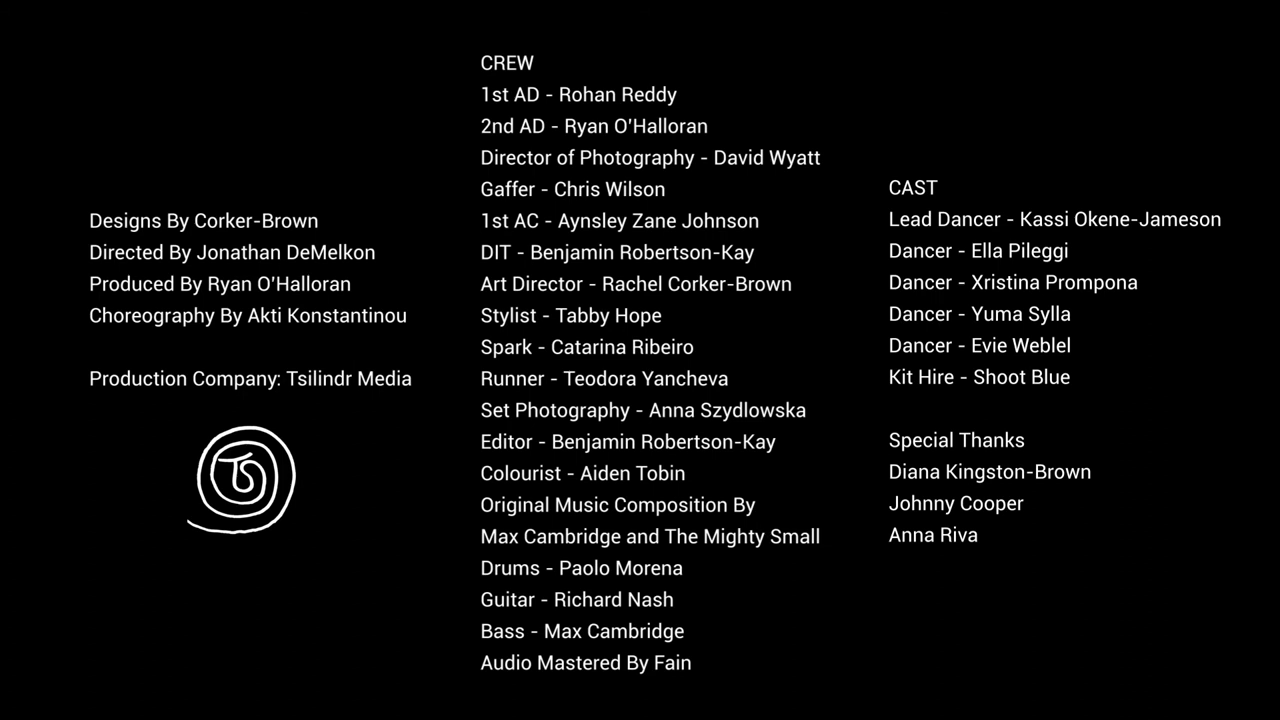 Designs By Corker-Brown
Directed By Jonathan DeMelkon
Produced By Ryan O'Halloran
Choreography By Akti Konstantinou
Production Company: Tsilindr Media
TS
CREW
1st AD - Rohan Reddy
2nd AD - Ryan O'Halloran
Director of Photography - David Wyatt
Gaffer - Chris Wilson
1st AC - Aynsley Zane Johnson
DIT - Benjamin Robertson-Kay
Art Director - Rachel Corker-Brown
Stylist - Tabby Hope
Spark - Catarina Ribeiro
Runner - Teodora Yancheva
Set Photography - Anna Szydlowska
Editor - Benjamin Robertson-Kay
Colourist - Aiden Tobin
Original Music Composition By
Max Cambridge and The Mighty Small
Drums - Paolo Morena
Guitar - Richard Nash
Bass - Max Cambridge
Audio Mastered By Fain
CAST
Lead Dancer - Kassi Okene-Jameson
Dancer - Ella Pileggi
Dancer - Xristina Prompona
Dancer - Yuma Sylla
Dancer - Evie Weblel
Kit Hire - Shoot Blue
Special Thanks
Diana Kingston-Brown
Johnny Cooper
Anna Riva